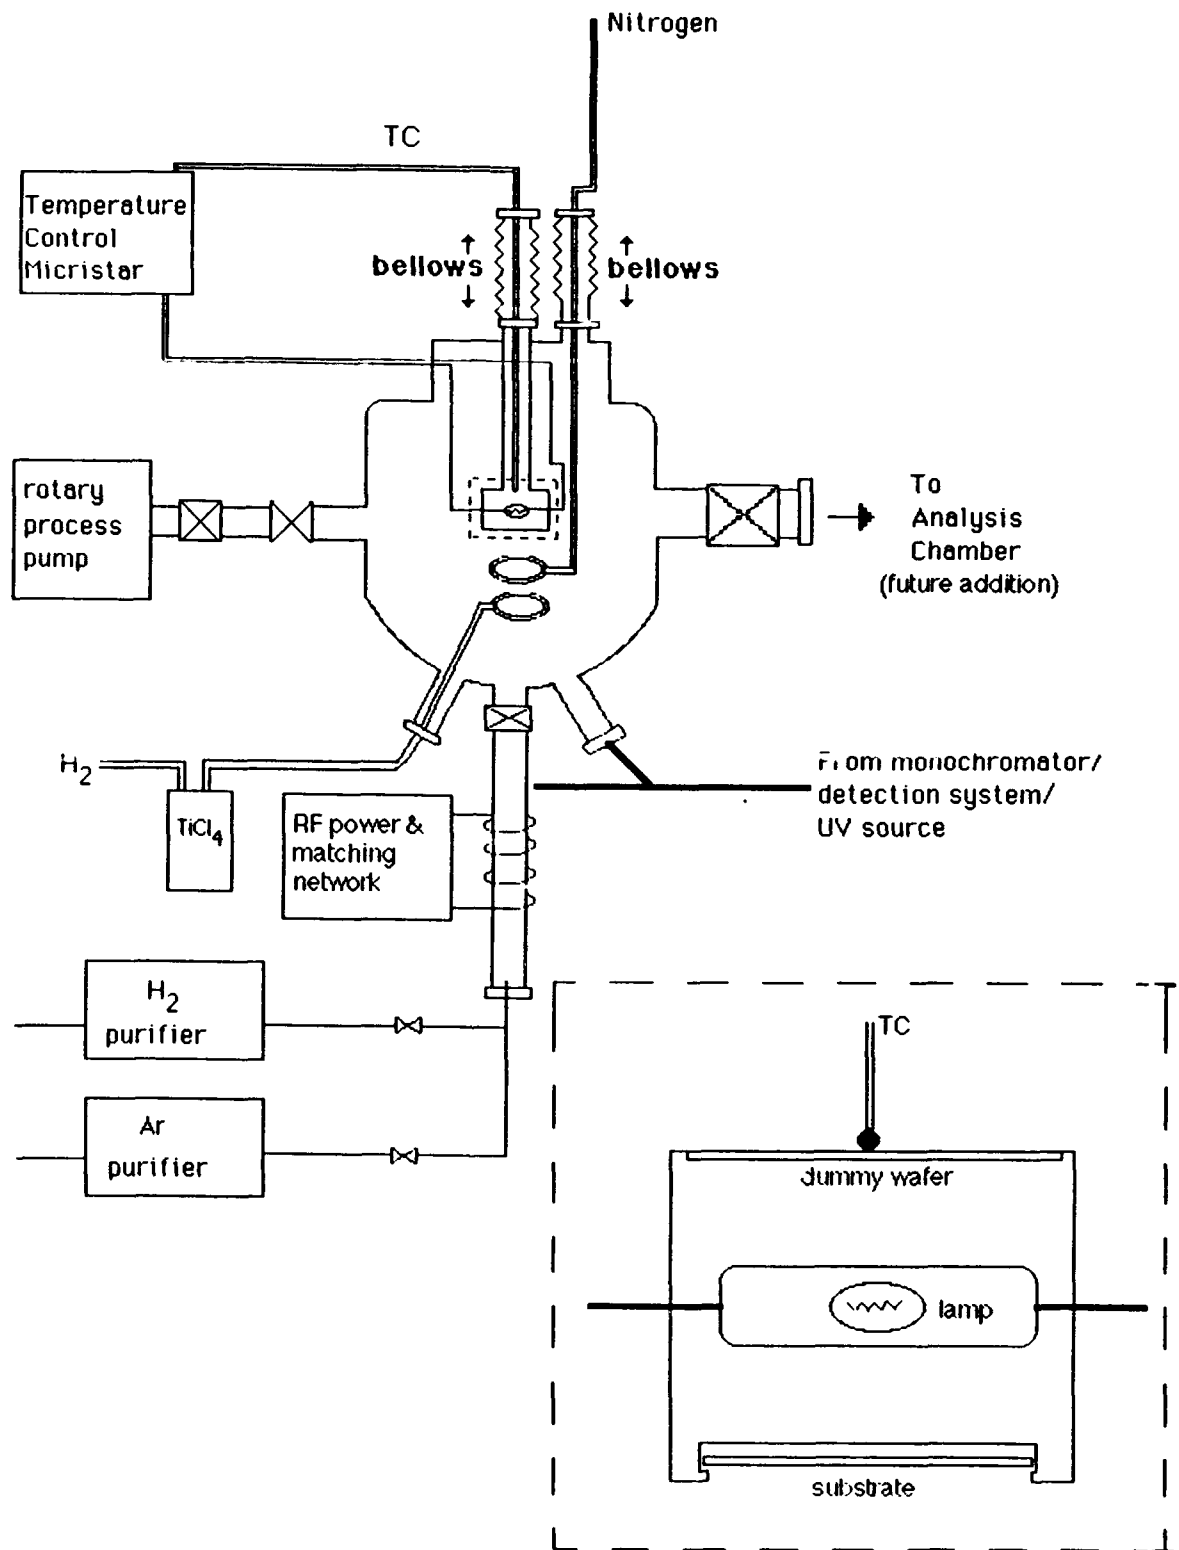 Nitrogen
TC
Temperature
Control
Micristar
bellows
bellows
rotary
process
pump
To
Analysis
Chamber
(future addition)
H2
TiCl4
From monochromator/
detection system/
UV source
RF power &
matching
network
H2
purifier
Ar
purifier
TC
dummy wafer
lamp
substrate